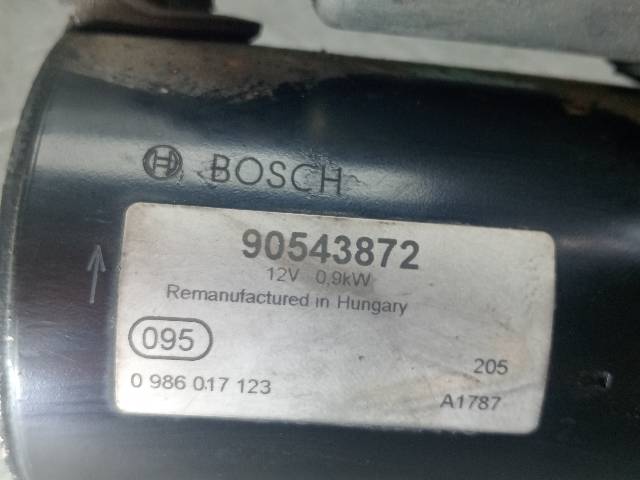 BOSCH
90543872
12V 0,9kW
Remanufactured in Hungary
095
205
0 986 017 123
A1787